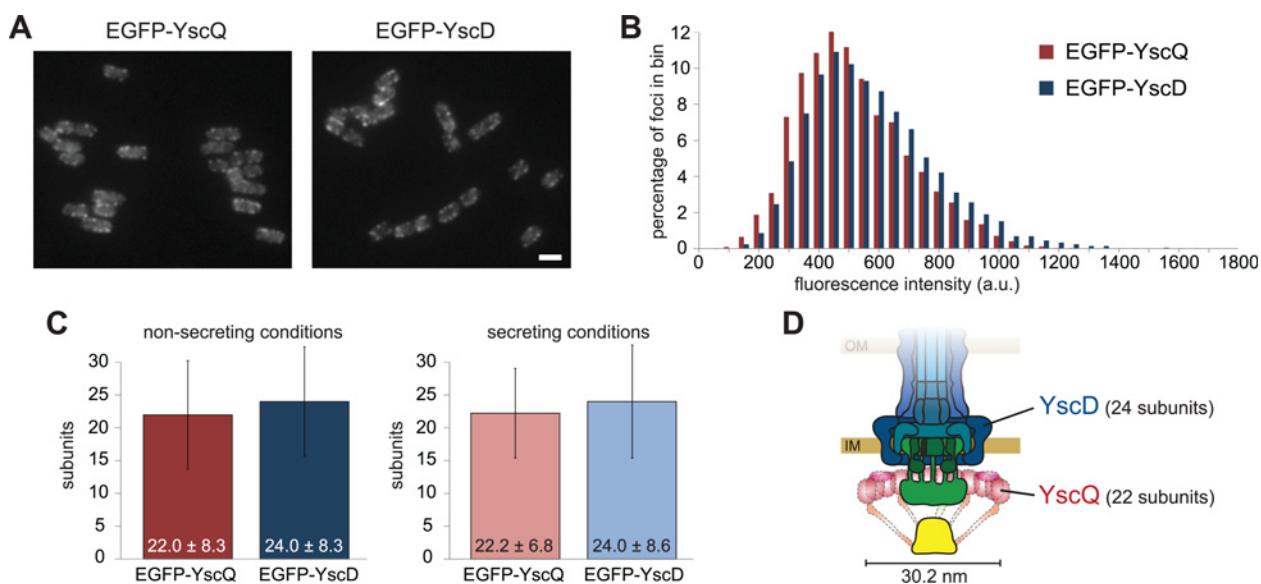 A
EGFP-YscQ
EGFP-YscD
B
percentage of foci in bin
12
10
8
6
4
2
0
0 200 400 600 800 1000 1200 1400 1600 1800
fluorescence intensity (a.u.)
EGFP-YscQ
EGFP-YscD
C
non-secreting conditions
subunits
30
25
20
15
10
5
0
22.0 ± 8.3 24.0 ± 8.3
EGFP-YscQ EGFP-YscD
secreting conditions
subunits
30
25
20
15
10
5
0
22.2 ± 6.8 24.0 ± 8.6
EGFP-YscQ EGFP-YscD
D
OM
YscD (24 subunits)
IM
YscQ (22 subunits)
30.2 nm